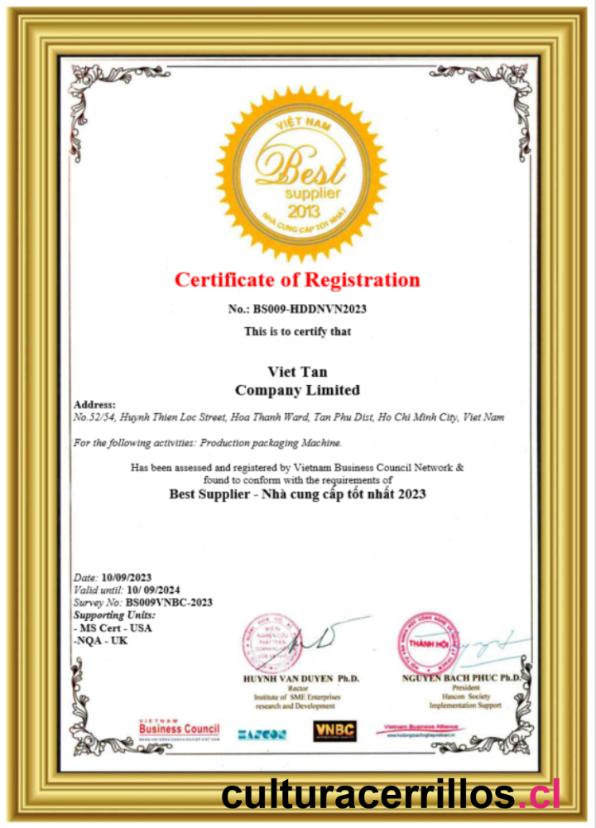 VIỆT NAM
Best
supplier
2013
NHÀ CUNG CẤP TỐT NHẤT
Certificate of Registration
No.: BS009-HDDNVN2023
This is to certify that
Viet Tan
Company Limited
Address:
No.52/54, Huynh Thien Loc Street, Hoa Thanh Ward, Tan Phu Dist, Ho Chi Minh City, Viet Nam
For the following activities: Production packaging Machine.
Has been assessed and registered by Vietnam Business Council Network &
found to conform with the requirements of
Best Supplier - Nhà cung cấp tốt nhất 2023
Date: 10/09/2023
Valid until: 10/ 09/2024
Survey No: BS009VNBC-2023
Supporting Units:
- MS Cert - USA
-NQA - UK
THÀNH HỘI
HUYNH VAN DUYEN Ph.D.
Rector
Institute of SME Enterprises
research and Development
NGUYEN BACH PHUC Ph.D.
President
Hascon Society
Implementation Support
VIETNAM
Business Council
HASCON
VNBC
Vietnam Business Alliance
culturacerrillos.cl